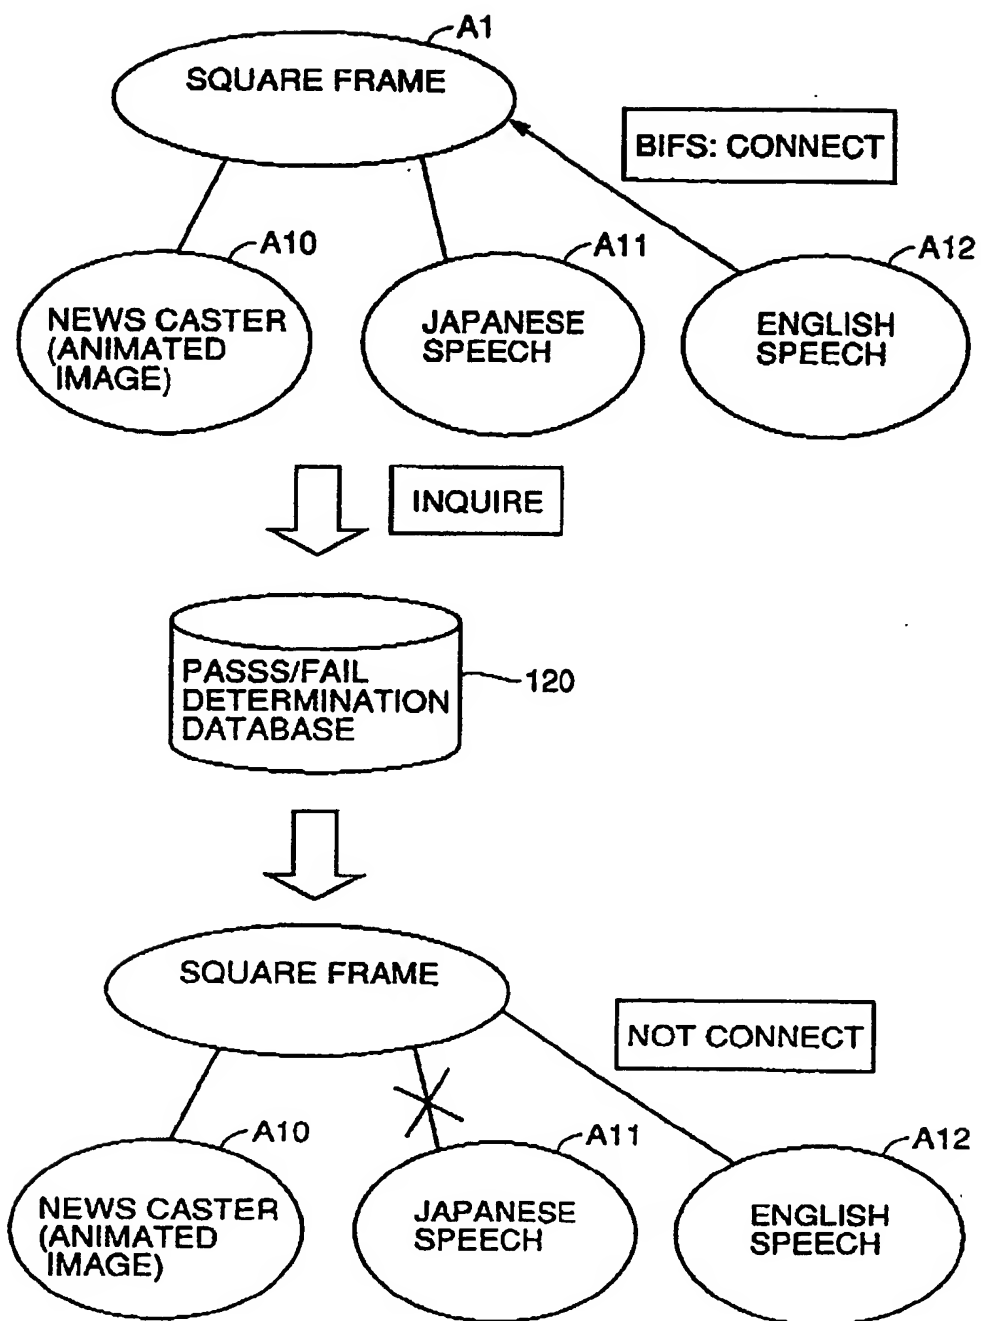 A1
SQUARE FRAME
BIFS: CONNECT
A10
A11
A12
NEWS CASTER
(ANIMATED
IMAGE)
JAPANESE
SPEECH
ENGLISH
SPEECH
INQUIRE
PASSS/FAIL
DETERMINATION
DATABASE
120
SQUARE FRAME
NOT CONNECT
A10
A11
A12
NEWS CASTER
(ANIMATED
IMAGE)
JAPANESE
SPEECH
ENGLISH
SPEECH